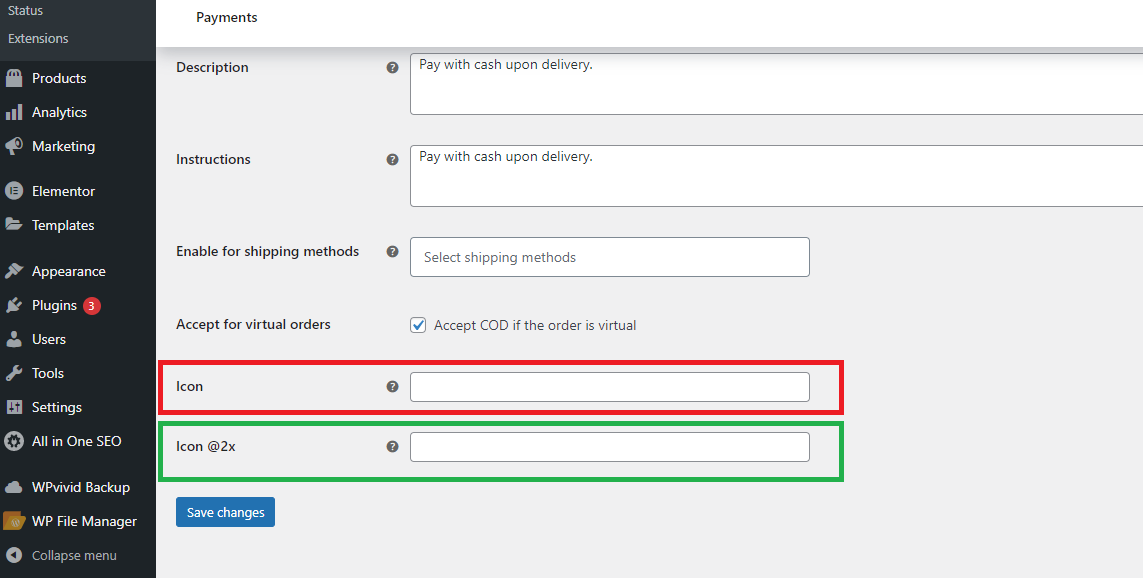 Status
Extensions
Products
Analytics
Marketing
Elementor
Templates
Appearance
Plugins 3
Users
Tools
Settings
All in One SEO
WPvivid Backup
WP File Manager
Collapse menu
Payments
Description ? Pay with cash upon delivery.
Instructions ? Pay with cash upon delivery.
Enable for shipping methods ? Select shipping methods
Accept for virtual orders Accept COD if the order is virtual
Icon ?
Icon @2x ?
Save changes